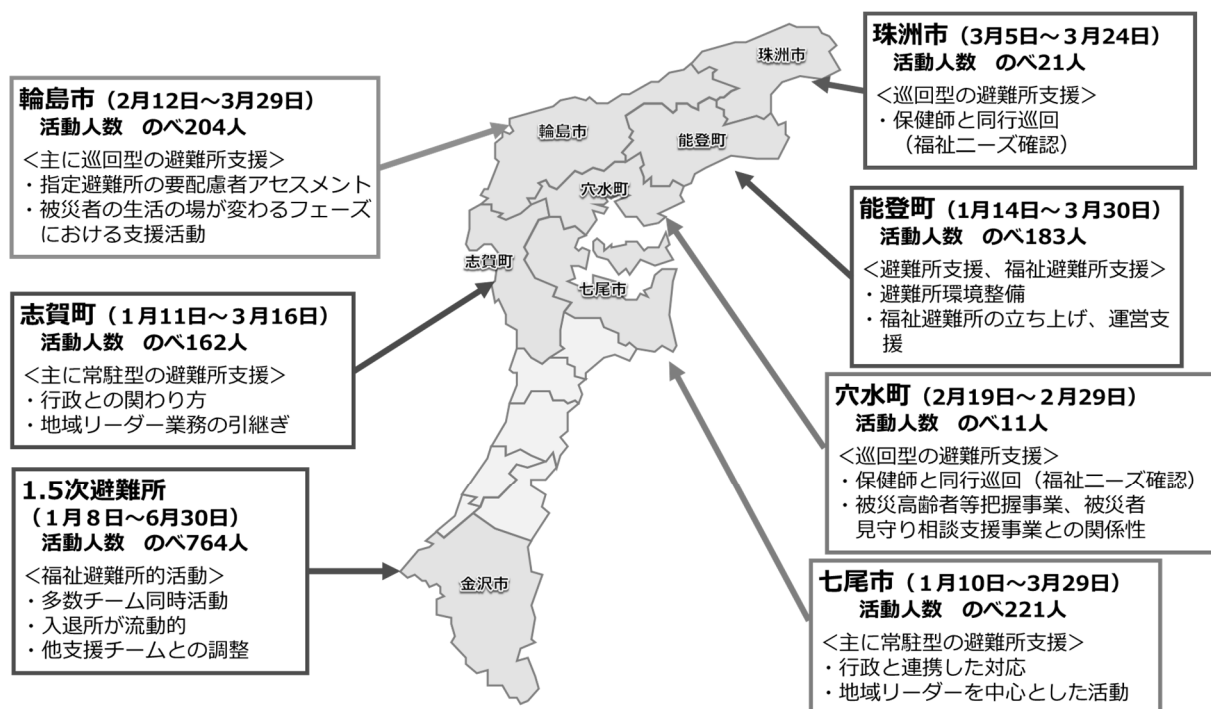 輪島市（2月12日～3月29日）
活動人数　のべ204人
＜主に巡回型の避難所支援＞
・指定避難所の要配慮者アセスメント
・被災者の生活の場が変わるフェーズ
における支援活動
志賀町（１月11日～３月16日）
活動人数　のべ162人
＜主に常駐型の避難所支援＞
・行政との関わり方
・地域リーダー業務の引継ぎ
1.5次避難所
（１月８日～6月30日）
活動人数　のべ764人
＜福祉避難所的活動＞
・多数チーム同時活動
・入退所が流動的
・他支援チームとの調整
珠洲市
輪島市
能登町
穴水町
志賀町
七尾市
金沢市
珠洲市（3月5日～３月24日）
活動人数　のべ21人
＜巡回型の避難所支援＞
・保健師と同行巡回
（福祉ニーズ確認）
能登町（1月14日～３月30日）
活動人数　のべ183人
＜避難所支援、福祉避難所支援＞
・避難所環境整備
・福祉避難所の立ち上げ、運営支
援
穴水町（2月19日～２月29日）
活動人数　のべ11人
＜巡回型の避難所支援＞
・保健師と同行巡回（福祉ニーズ確認）
・被災高齢者等把握事業、被災者
見守り相談支援事業との関係性
七尾市（１月10日～3月29日）
活動人数　のべ221人
＜主に常駐型の避難所支援＞
・行政と連携した対応
・地域リーダーを中心とした活動